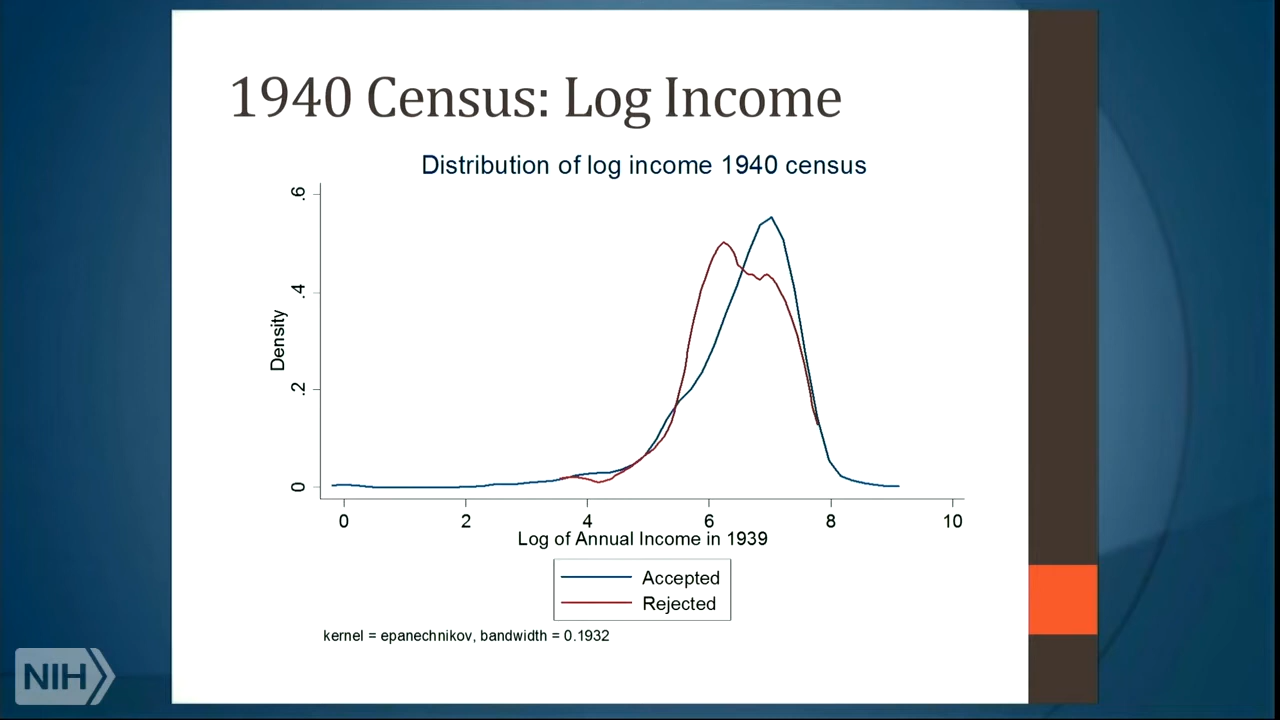 1940 Census: Log Income
Distribution of log income 1940 census
.6
.4
.2
0
Density
0 2 4 6 8 10
Log of Annual Income in 1939
Accepted
Rejected
kernel = epanechnikov, bandwidth = 0.1932
NIH